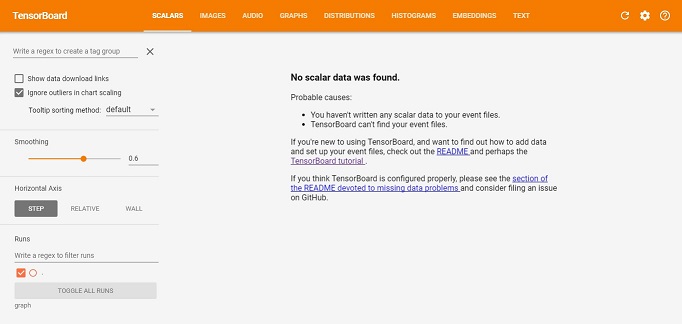 TensorBoard
SCALARS IMAGES AUDIO GRAPHS DISTRIBUTIONS HISTOGRAMS EMBEDDINGS TEXT
Write a regex to create a tag group
Show data download links
Ignore outliers in chart scaling
Tooltip sorting method: default
Smoothing
0.6
Horizontal Axis
STEP RELATIVE WALL
Runs
Write a regex to filter runs
.
TOGGLE ALL RUNS
graph
No scalar data was found.
Probable causes:
• You haven't written any scalar data to your event files.
• TensorBoard can't find your event files.
If you're new to using TensorBoard, and want to find out how to add data
and set up your event files, check out the README and perhaps the
TensorBoard tutorial .
If you think TensorBoard is configured properly, please see the section
of the README devoted to missing data problems and consider filing an issue
on GitHub.